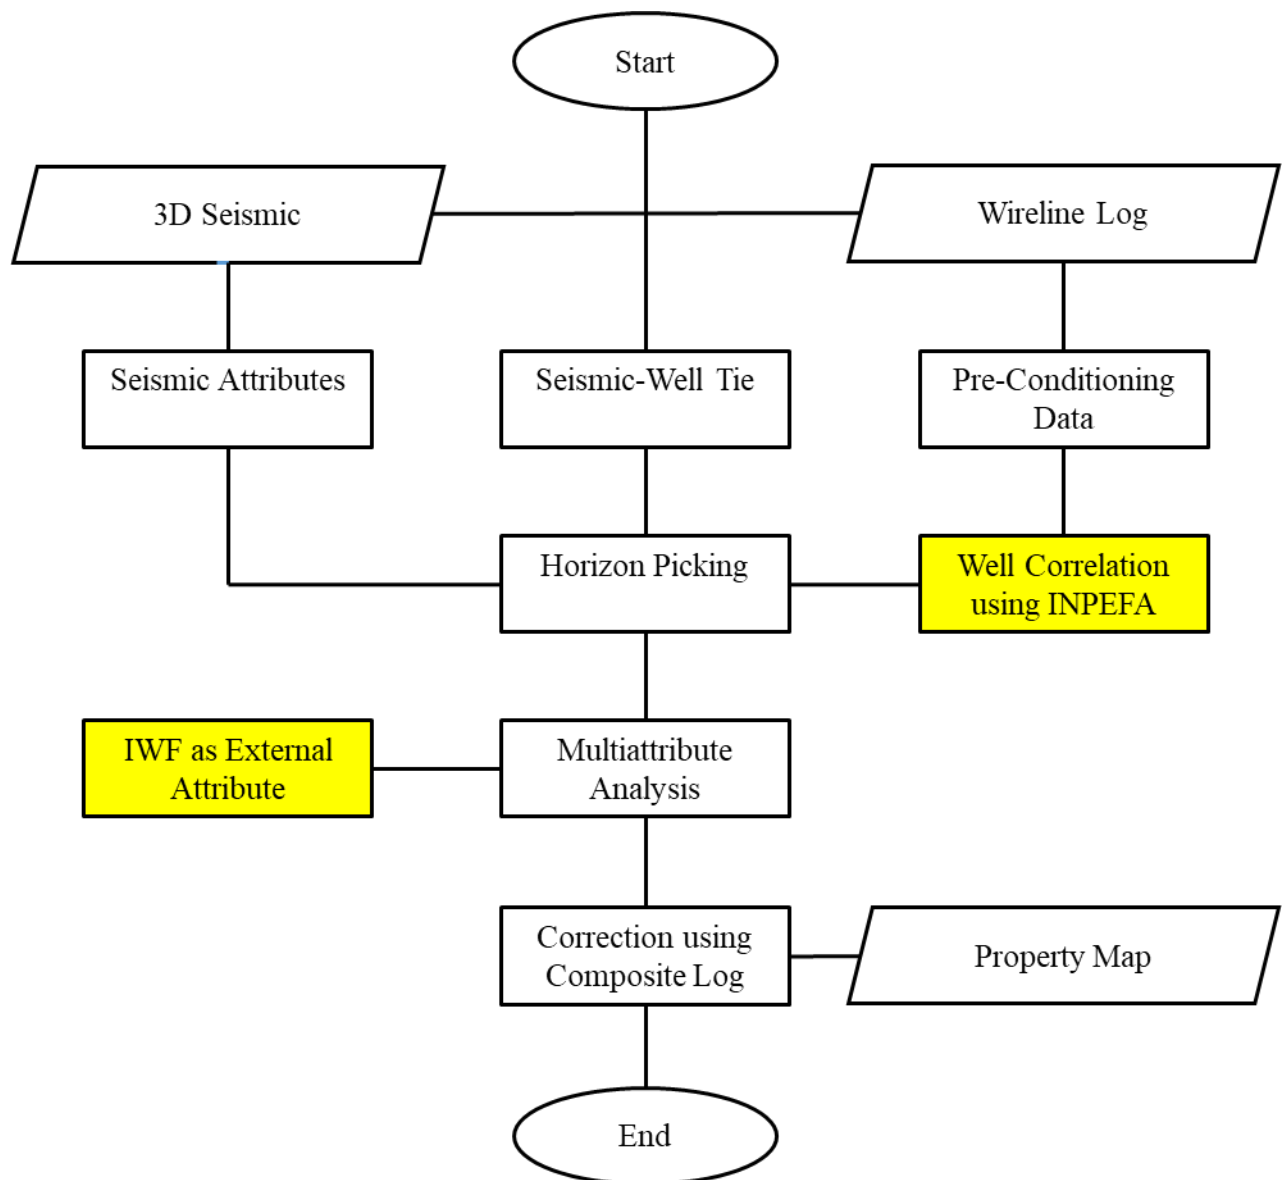 Start
3D Seismic
Wireline Log
Seismic Attributes
Seismic-Well Tie
Pre-Conditioning
Data
Horizon Picking
Well Correlation
using INPEFA
IWF as External
Attribute
Multiattribute
Analysis
Correction using
Composite Log
Property Map
End